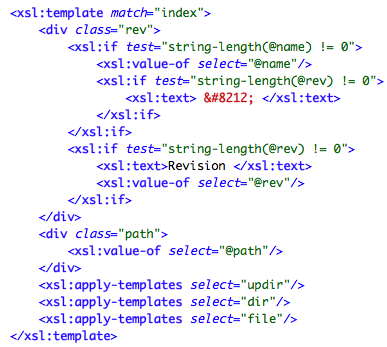 <xsl:template match="index">
    <div class="rev">
        <xsl:if test="string-length(@name) != 0">
            <xsl:value-of select="@name"/>
            <xsl:if test="string-length(@rev) != 0">
                <xsl:text> &#8212; </xsl:text>
            </xsl:if>
        </xsl:if>
        <xsl:if test="string-length(@rev) != 0">
            <xsl:text>Revision </xsl:text>
            <xsl:value-of select="@rev"/>
        </xsl:if>
    </div>
    <div class="path">
        <xsl:value-of select="@path"/>
    </div>
    <xsl:apply-templates select="updir"/>
    <xsl:apply-templates select="dir"/>
    <xsl:apply-templates select="file"/>
</xsl:template>